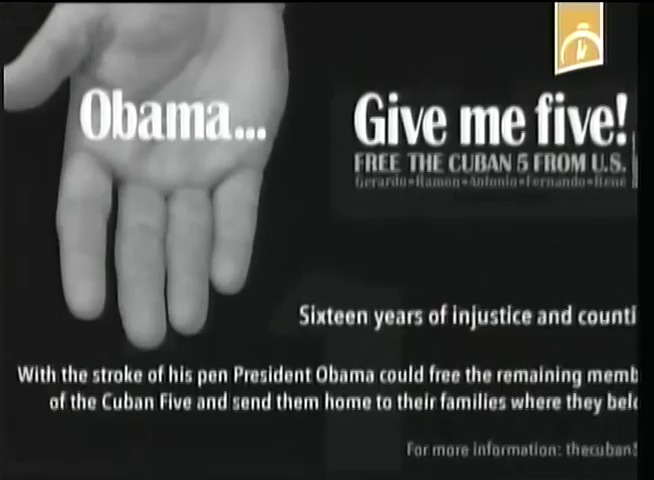 Obama...
Give me five!
FREE THE CUBAN 5 FROM U.S.
Gerardo•Ramon•Antonio•Fernando•René
Sixteen years of injustice and counti
With the stroke of his pen President Obama could free the remaining memb
of the Cuban Five and send them home to their families where they belo
For more information: thecuban5